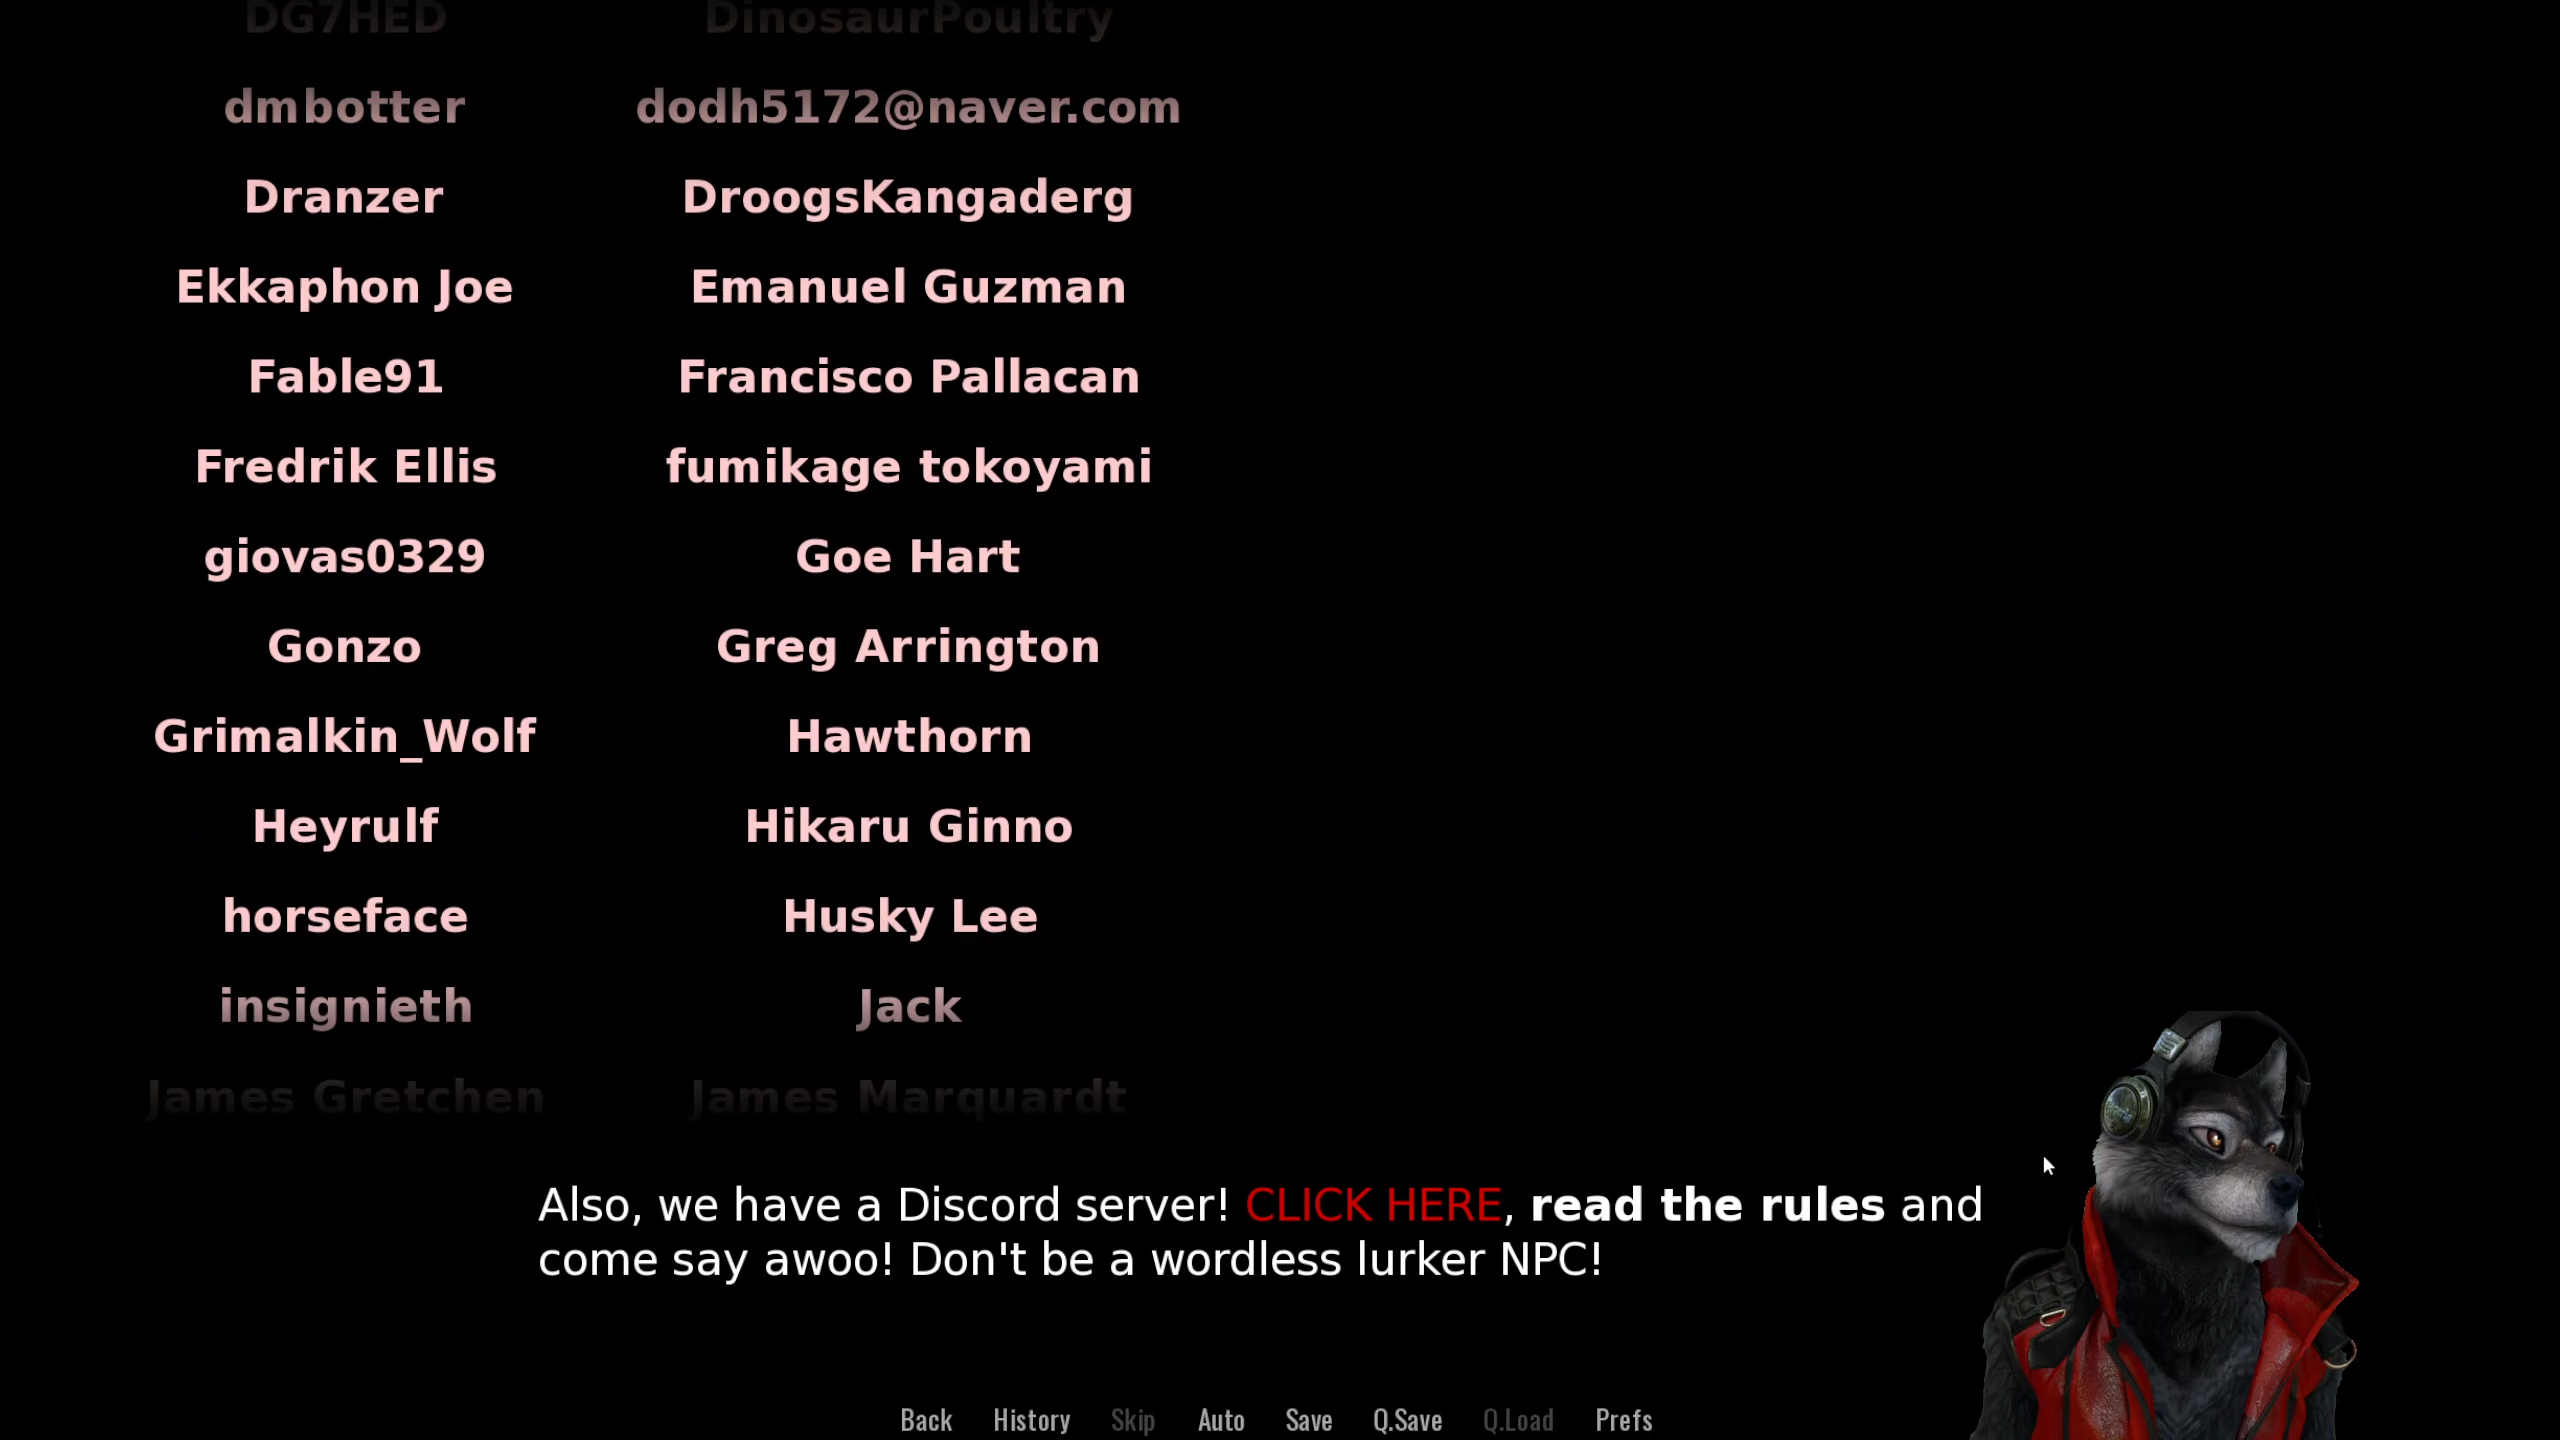 DG7HED DinosaurPoultry
dmbotter dodh5172@naver.com
Dranzer DroogsKangaderg
Ekkaphon Joe Emanuel Guzman
Fable91 Francisco Pallacan
Fredrik Ellis fumikage tokoyami
giovas0329 Goe Hart
Gonzo Greg Arrington
Grimalkin_Wolf Hawthorn
Heyrulf Hikaru Ginno
horseface Husky Lee
insignieth Jack
James Gretchen James Marquardt
Also, we have a Discord server! CLICK HERE, read the rules and
come say awoo! Don't be a wordless lurker NPC!
Back History Skip Auto Save Q.Save Q.Load Prefs